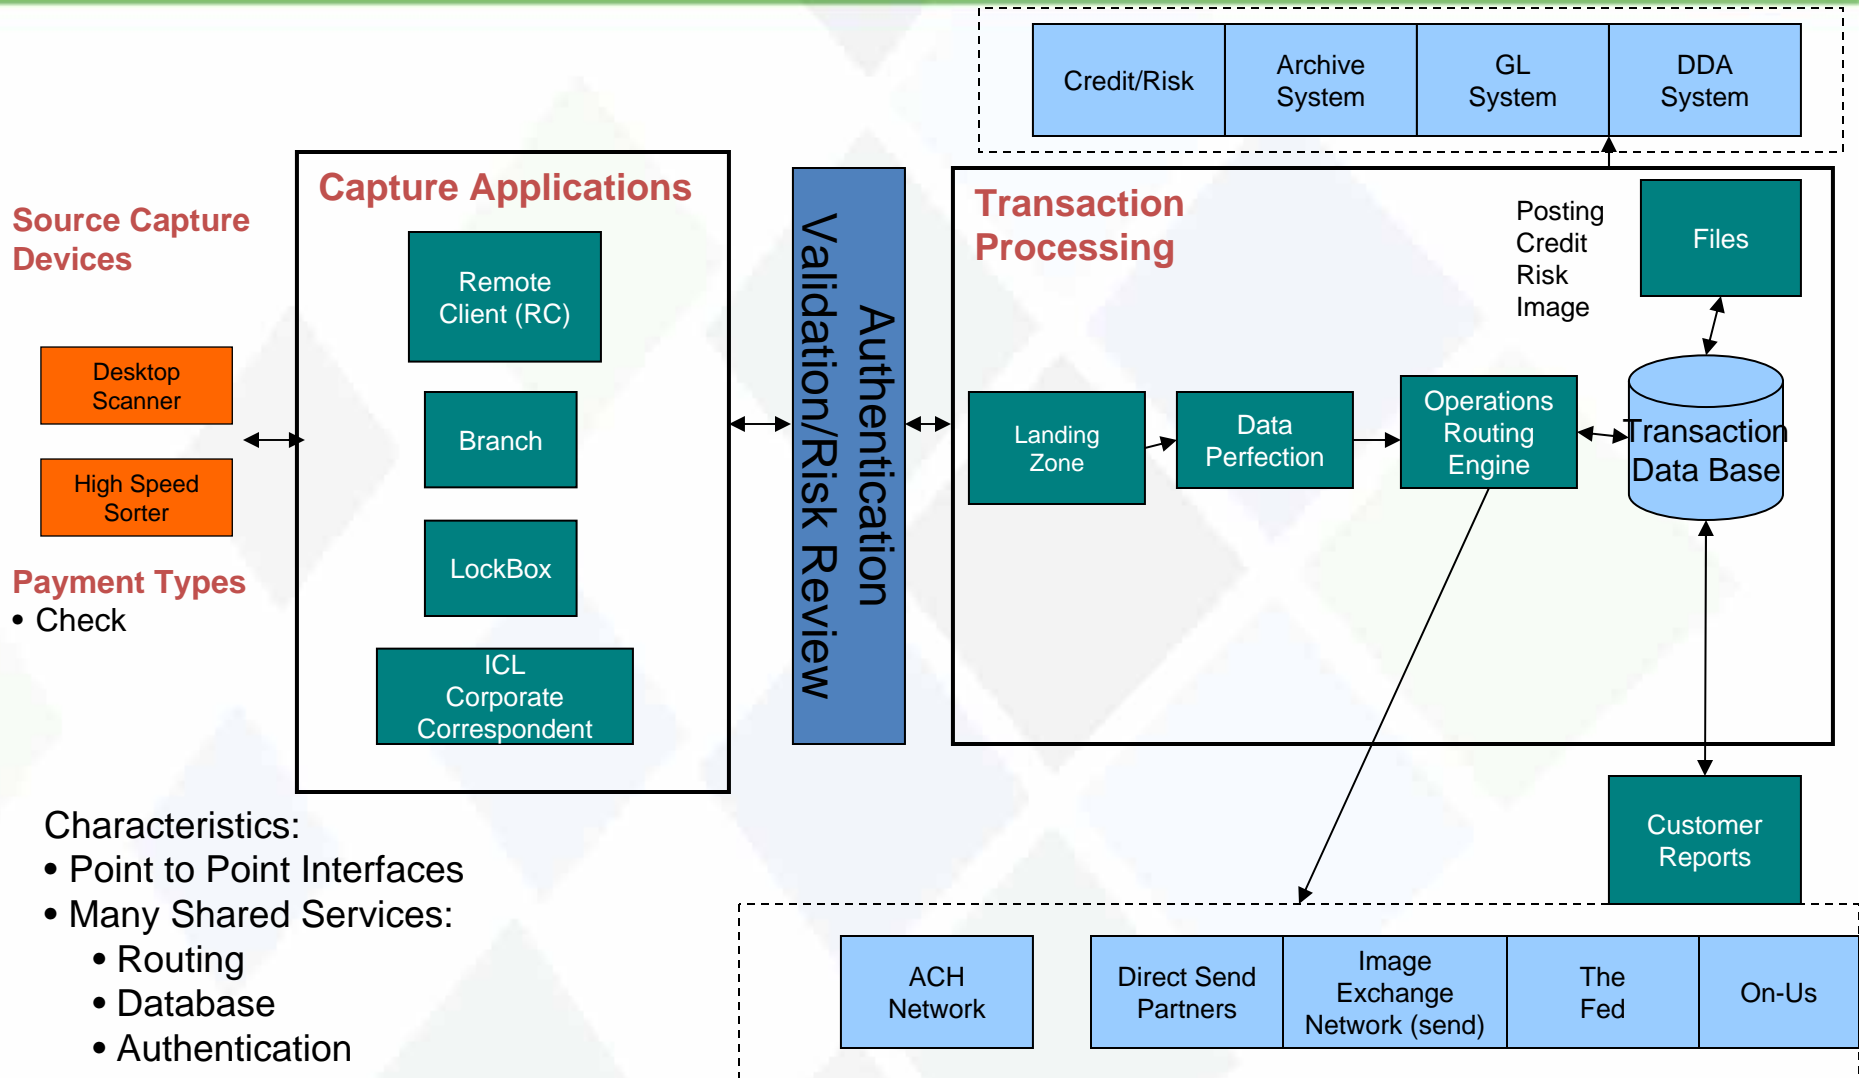 Credit/Risk
Archive
System
GL
System
DDA
System
Source Capture
Devices
Desktop
Scanner
High Speed
Sorter
Payment Types
• Check
Capture Applications
Remote
Client (RC)
Branch
LockBox
ICL
Corporate
Correspondent
Authentication
Validation/Risk Review
Transaction
Processing
Posting
Credit
Risk
Image
Files
Landing
Zone
Data
Perfection
Operations
Routing
Engine
Transaction
Data Base
Customer
Reports
Characteristics:
• Point to Point Interfaces
• Many Shared Services:
• Routing
• Database
• Authentication
ACH
Network
Direct Send
Partners
Image
Exchange
Network (send)
The
Fed
On-Us